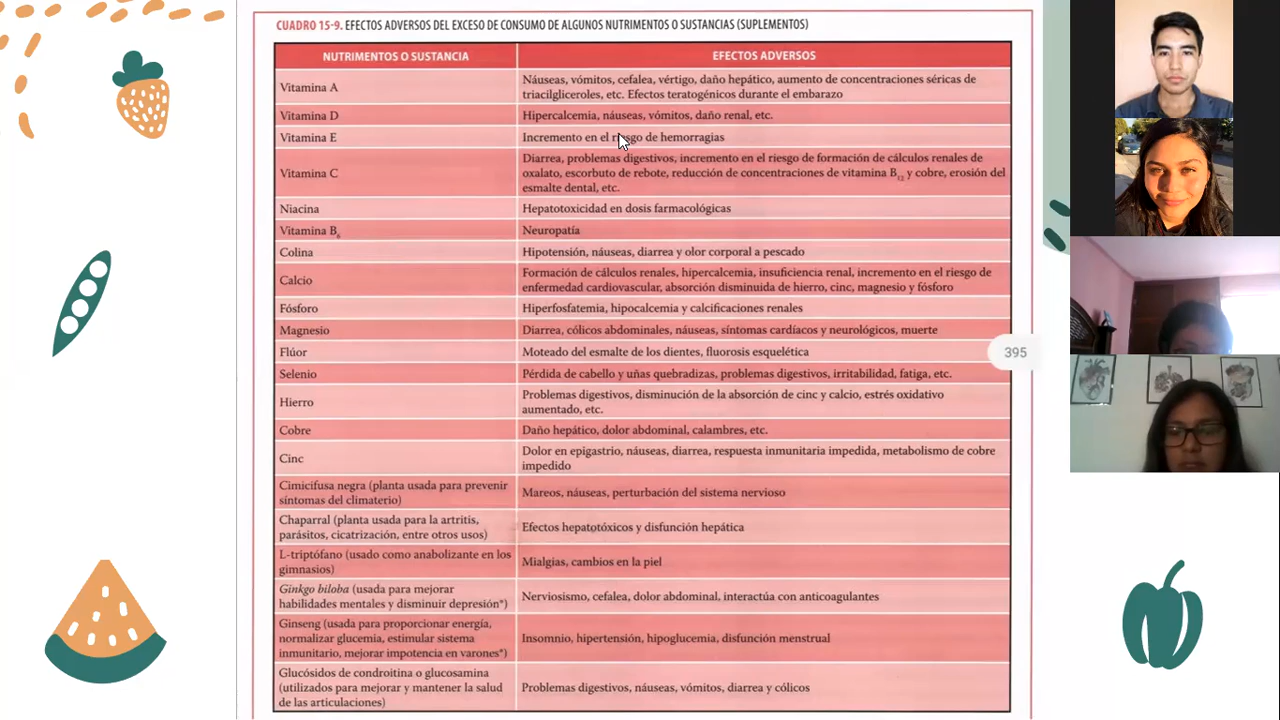 CUADRO 15-9. EFECTOS ADVERSOS DEL EXCESO DE CONSUMO DE ALGUNOS NUTRIMENTOS O SUSTANCIAS (SUPLEMENTOS)
NUTRIMENTOS O SUSTANCIA
EFECTOS ADVERSOS
Vitamina A
Náuseas, vómitos, cefalea, vértigo, daño hepático, aumento de concentraciones séricas de
triacilgliceroles, etc. Efectos teratogénicos durante el embarazo
Vitamina D
Hipercalcemia, náuseas, vómitos, daño renal, etc.
Vitamina E
Incremento en el riesgo de hemorragias
Vitamina C
Diarrea, problemas digestivos, incremento en el riesgo de formación de cálculos renales de
oxalato, escorbuto de rebote, reducción de concentraciones de vitamina B12 y cobre, erosión del
esmalte dental, etc.
Niacina
Hepatotoxicidad en dosis farmacológicas
Vitamina B6
Neuropatía
Colina
Hipotensión, náuseas, diarrea y olor corporal a pescado
Calcio
Formación de cálculos renales, hipercalcemia, insuficiencia renal, incremento en el riesgo de
enfermedad cardiovascular, absorción disminuida de hierro, cinc, magnesio y fósforo
Fósforo
Hiperfosfatemia, hipocalcemia y calcificaciones renales
Magnesio
Diarrea, cólicos abdominales, náuseas, síntomas cardíacos y neurológicos, muerte
Flúor
Moteado del esmalte de los dientes, fluorosis esquelética
395
Selenio
Pérdida de cabello y uñas quebradizas, problemas digestivos, irritabilidad, fatiga, etc.
Hierro
Problemas digestivos, disminución de la absorción de cinc y calcio, estrés oxidativo
aumentado, etc.
Cobre
Daño hepático, dolor abdominal, calambres, etc.
Cinc
Dolor en epigastrio, náuseas, diarrea, respuesta inmunitaria impedida, metabolismo de cobre
impedido
Cimicifusa negra (planta usada para prevenir
síntomas del climaterio)
Mareos, náuseas, perturbación del sistema nervioso
Chaparral (planta usada para la artritis,
parásitos, cicatrización, entre otros usos)
Efectos hepatotóxicos y disfunción hepática
L-triptófano (usado como anabolizante en los
gimnasios)
Mialgias, cambios en la piel
Ginkgo biloba (usada para mejorar
habilidades mentales y disminuir depresión*)
Nerviosismo, cefalea, dolor abdominal, interactúa con anticoagulantes
Ginseng (usada para proporcionar energía,
normalizar glucemia, estimular sistema
inmunitario, mejorar impotencia en varones*)
Insomnio, hipertensión, hipoglucemia, disfunción menstrual
Glucósidos de condroitina o glucosamina
(utilizados para mejorar y mantener la salud
de las articulaciones)
Problemas digestivos, náuseas, vómitos, diarrea y cólicos